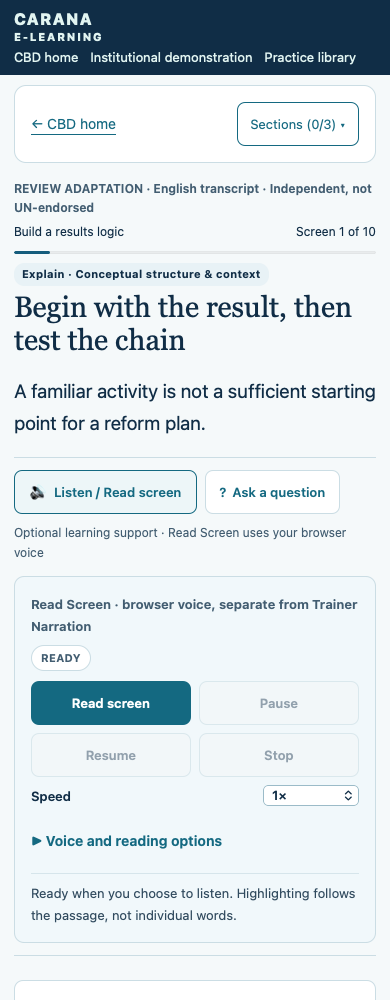 CARANA
E-LEARNING
CBD home Institutional demonstration Practice library
← CBD home
Sections (0/3) ▾
REVIEW ADAPTATION · English transcript · Independent, not
UN-endorsed
Build a results logic
Screen 1 of 10
Explain · Conceptual structure & context
Begin with the result, then
test the chain
A familiar activity is not a sufficient starting
point for a reform plan.
Listen / Read screen
? Ask a question
Optional learning support · Read Screen uses your browser
voice
Read Screen · browser voice, separate from Trainer
Narration
READY
Read screen
Pause
Resume
Stop
Speed
1×
▶ Voice and reading options
Ready when you choose to listen. Highlighting follows
the passage, not individual words.